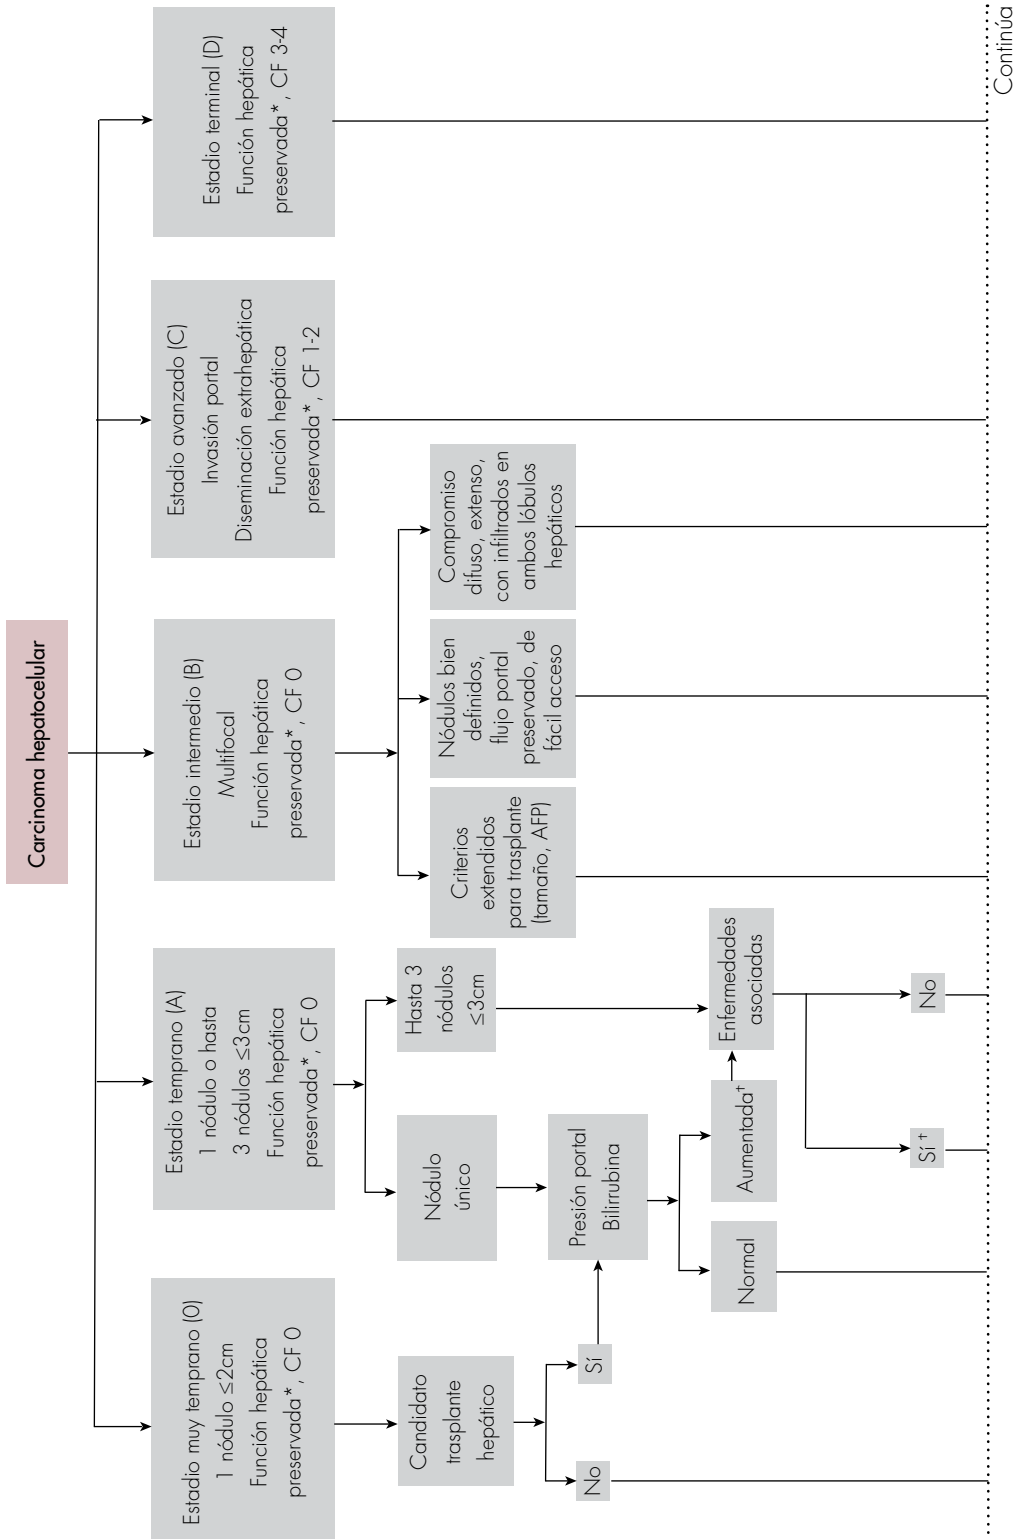 Carcinoma hepatocelular
Estadio muy temprano (0)
1 nódulo ≤2cm
Función hepática
preservada*, CF 0
Estadio temprano (A)
1 nódulo o hasta
3 nódulos ≤3cm
Función hepática
preservada*, CF 0
Estadio intermedio (B)
Multifocal
Función hepática
preservada*, CF 0
Estadio avanzado (C)
Invasión portal
Diseminación extrahepática
Función hepática
preservada*, CF 1-2
Estadio terminal (D)
Función hepática
preservada*, CF 3-4
Candidato
trasplante
hepático
Nódulo
único
Hasta 3
nódulos
≤3cm
Criterios
extendidos
para trasplante
(tamaño, AFP)
Nódulos bien
definidos,
flujo portal
preservado, de
fácil acceso
Compromiso
difuso, extenso,
con infiltrados en
ambos lóbulos
hepáticos
No
Sí
Presión portal
Bilirrubina
Normal
Aumentada†
Enfermedades
asociadas
Sí †
No
Continúa